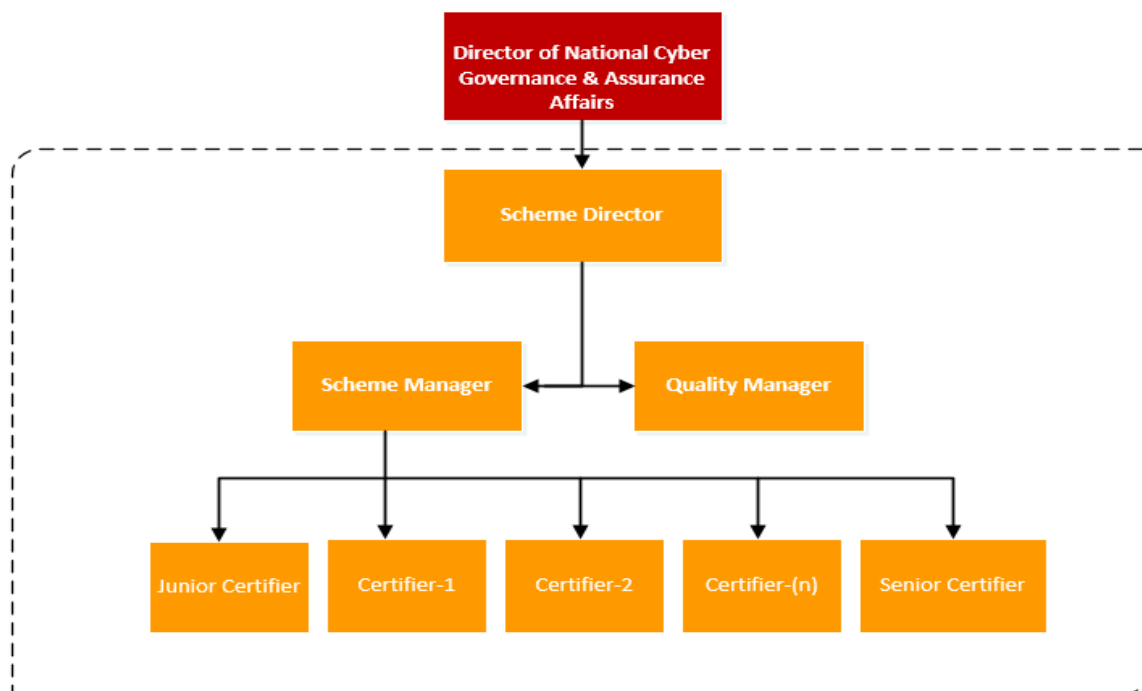 Director of National Cyber
Governance & Assurance
Affairs
Scheme Director
Scheme Manager
Quality Manager
Junior Certifier
Certifier-1
Certifier-2
Certifier-(n)
Senior Certifier